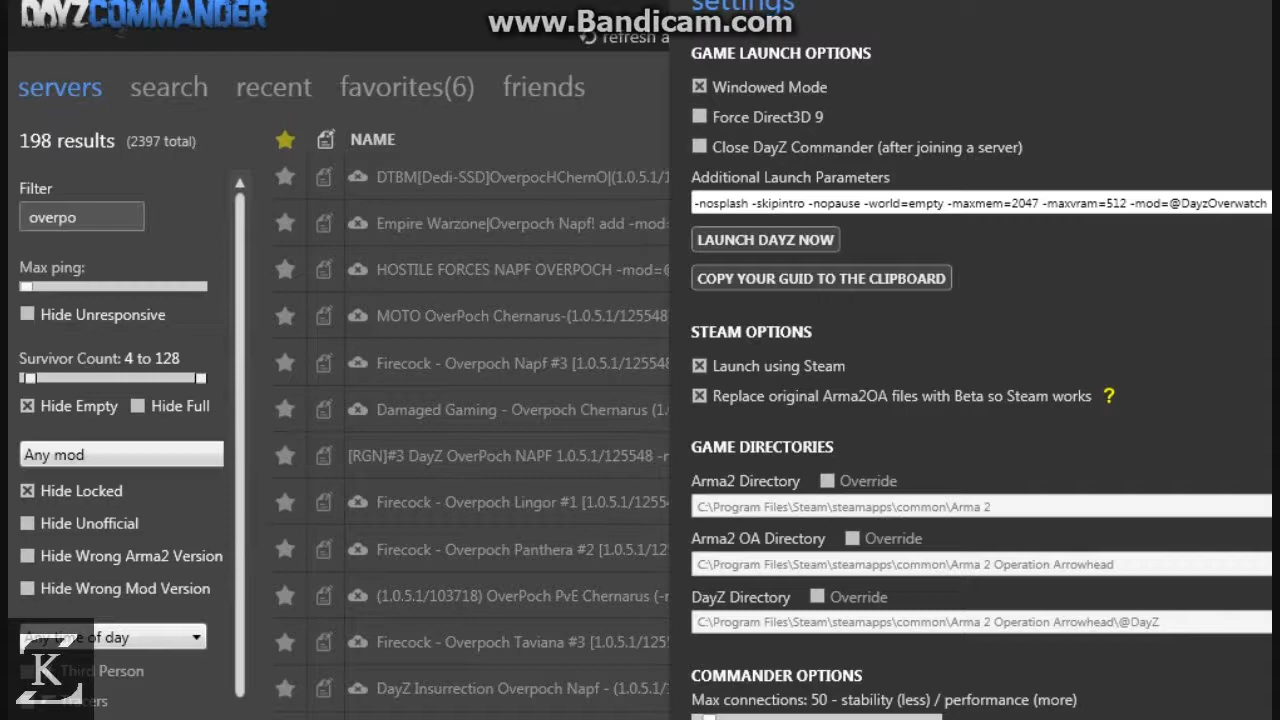 DAYZCOMMANDER
www.Bandicam.com
refresh a
servers
search
recent
favorites(6)
friends
198 results (2397 total)
NAME
Filter
overpo
Max ping:
Hide Unresponsive
Survivor Count: 4 to 128
Hide Empty
Hide Full
Any mod
Hide Locked
Hide Unofficial
Hide Wrong Arma2 Version
Hide Wrong Mod Version
Any time of day
Third Person
Tracers
K
DTBM[Dedi-SSD]OverpocHChernO|(1.0.5.1/1
Empire Warzone|Overpoch Napf! add -mod=
HOSTILE FORCES NAPF OVERPOCH -mod=@
MOTO OverPoch Chernarus-(1.0.5.1/125548
Firecock - Overpoch Napf #3 [1.0.5.1/125548
Damaged Gaming - Overpoch Chernarus (1.
[RGN]#3 DayZ OverPoch NAPF 1.0.5.1/125548 -r
Firecock - Overpoch Lingor #1 [1.0.5.1/12554
Firecock - Overpoch Panthera #2 [1.0.5.1/12
(1.0.5.1/103718) OverPoch PvE Chernarus (-r
Firecock - Overpoch Taviana #3 [1.0.5.1/125
DayZ Insurrection Overpoch Napf - (1.0.5.1/
settings
GAME LAUNCH OPTIONS
Windowed Mode
Force Direct3D 9
Close DayZ Commander (after joining a server)
Additional Launch Parameters
-nosplash -skipintro -nopause -world=empty -maxmem=2047 -maxvram=512 -mod=@DayzOverwatch
LAUNCH DAYZ NOW
COPY YOUR GUID TO THE CLIPBOARD
STEAM OPTIONS
Launch using Steam
Replace original Arma2OA files with Beta so Steam works ?
GAME DIRECTORIES
Arma2 Directory Override
C:\Program Files\Steam\steamapps\common\Arma 2
Arma2 OA Directory Override
C:\Program Files\Steam\steamapps\common\Arma 2 Operation Arrowhead
DayZ Directory Override
C:\Program Files\Steam\steamapps\common\Arma 2 Operation Arrowhead\@DayZ
COMMANDER OPTIONS
Max connections: 50 - stability (less) / performance (more)